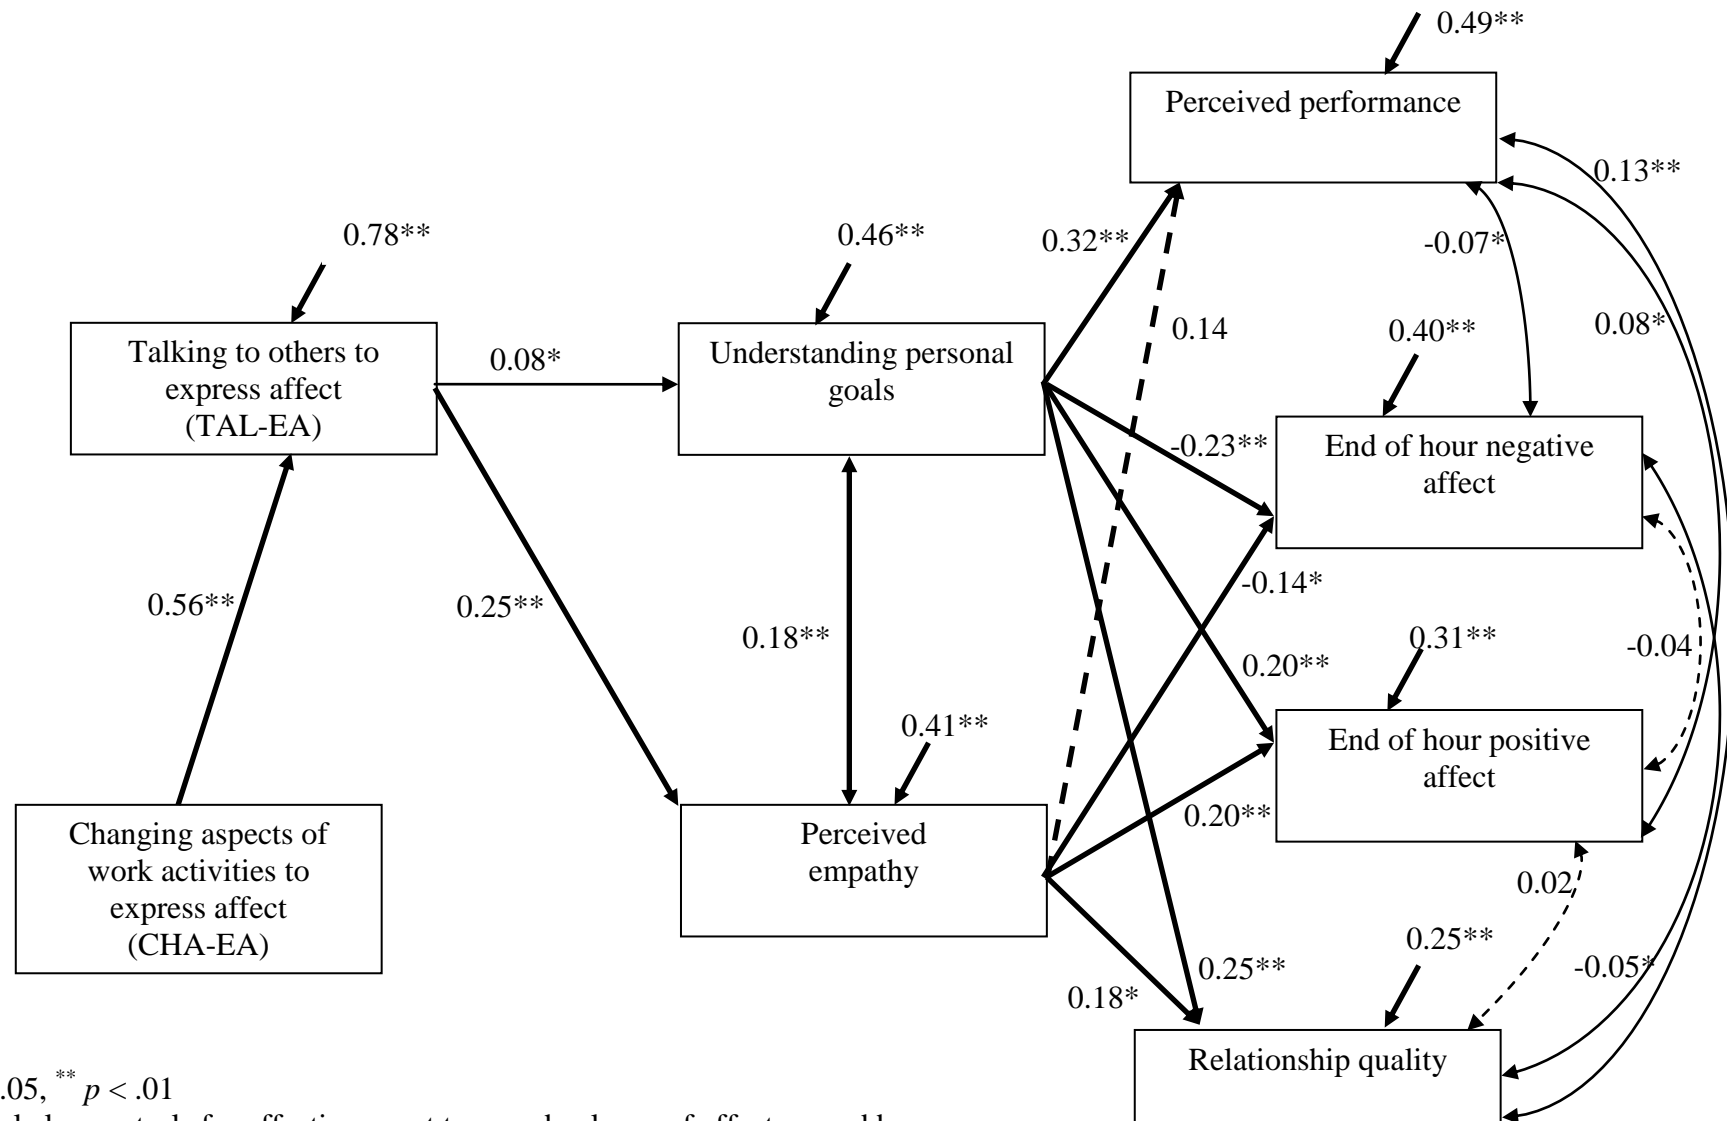 0.49**
Perceived performance
0.13**
0.78**
0.46**
0.32**
-0.07*
0.14
0.40**
0.08*
Talking to others to
express affect
(TAL-EA)
0.08*
Understanding personal
goals
-0.23**
End of hour negative
affect
0.56**
0.25**
0.18**
-0.14*
0.31**
-0.04
0.20**
0.41**
End of hour positive
affect
0.20**
Changing aspects of
work activities to
express affect
(CHA-EA)
Perceived
empathy
0.02
0.25**
-0.05*
0.25**
0.18*
Relationship quality
.05, ** p < .01